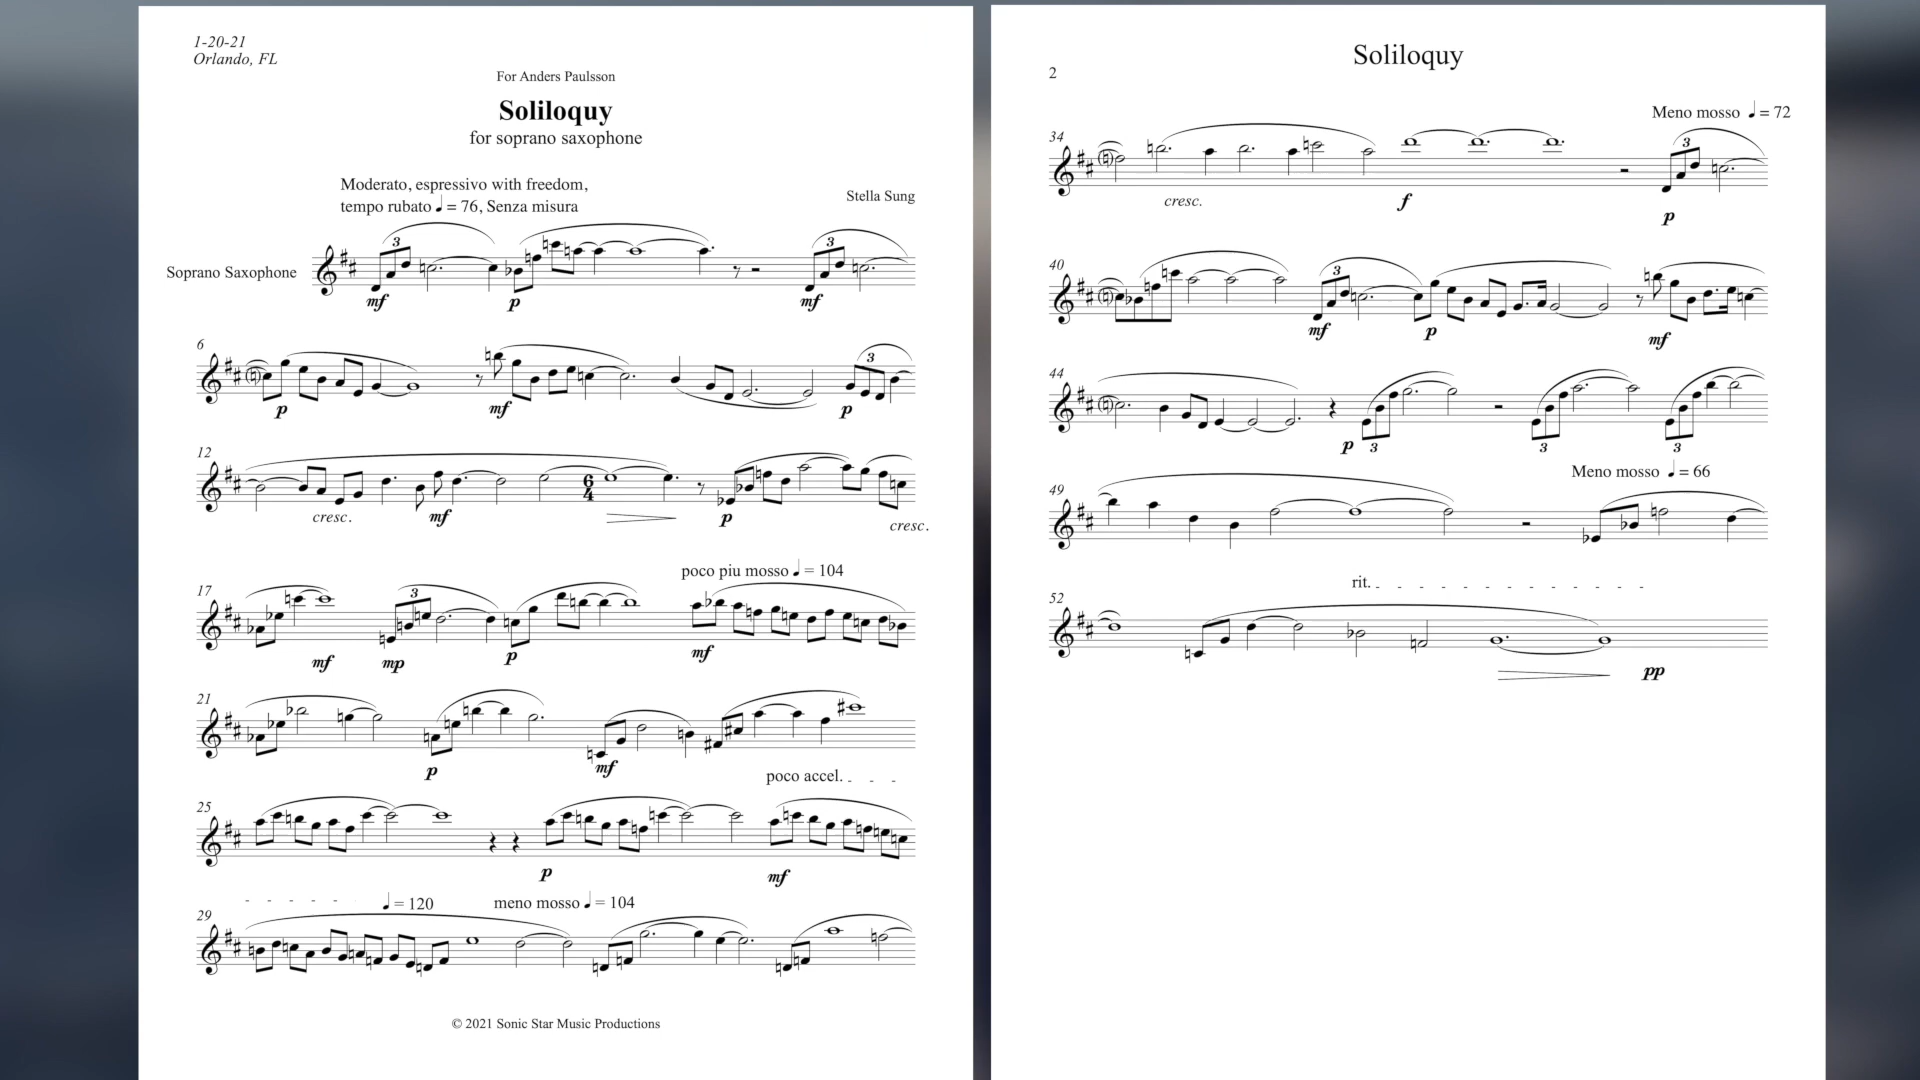 1-20-21
Orlando, FL
For Anders Paulsson
Soliloquy
for soprano saxophone
Moderato, espressivo with freedom,
tempo rubato ♩ = 76, Senza misura
Stella Sung
Soprano Saxophone
3 3
mf p mf
6
3
p mf p
12
6
4
cresc. mf p cresc.
poco piu mosso ♩ = 104
17
3
mf mp p mf
21
p mf
poco accel.
25
p mf
♩ = 120 meno mosso ♩ = 104
29
© 2021 Sonic Star Music Productions
Soliloquy
2
Meno mosso ♩ = 72
34
3
cresc. f p
40
3
mf p mf
44
p 3 3 3
Meno mosso ♩ = 66
49
rit.
52
pp